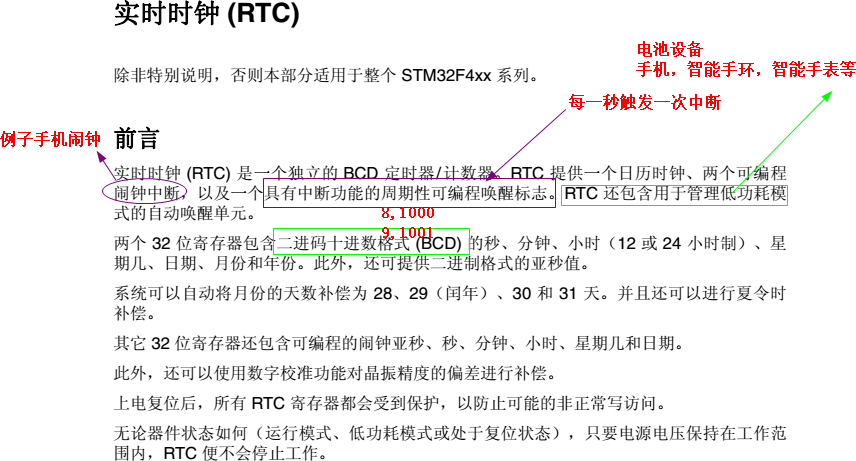 实时时钟 (RTC)
电池设备
手机，智能手环，智能手表等
除非特别说明，否则本部分适用于整个 STM32F4xx 系列。
每一秒触发一次中断
例子手机闹钟
前言
实时时钟 (RTC) 是一个独立的 BCD 定时器/计数器。RTC 提供一个日历时钟、两个可编程
闹钟中断，以及一个具有中断功能的周期性可编程唤醒标志。RTC 还包含用于管理低功耗模
式的自动唤醒单元。
8,1000
9,1001
两个 32 位寄存器包含二进码十进数格式 (BCD) 的秒、分钟、小时（12 或 24 小时制）、星
期几、日期、月份和年份。此外，还可提供二进制格式的亚秒值。
系统可以自动将月份的天数补偿为 28、29（闰年）、30 和 31 天。并且还可以进行夏令时
补偿。
其它 32 位寄存器还包含可编程的闹钟亚秒、秒、分钟、小时、星期几和日期。
此外，还可以使用数字校准功能对晶振精度的偏差进行补偿。
上电复位后，所有 RTC 寄存器都会受到保护，以防止可能的非正常写访问。
无论器件状态如何（运行模式、低功耗模式或处于复位状态），只要电源电压保持在工作范
围内，RTC 便不会停止工作。